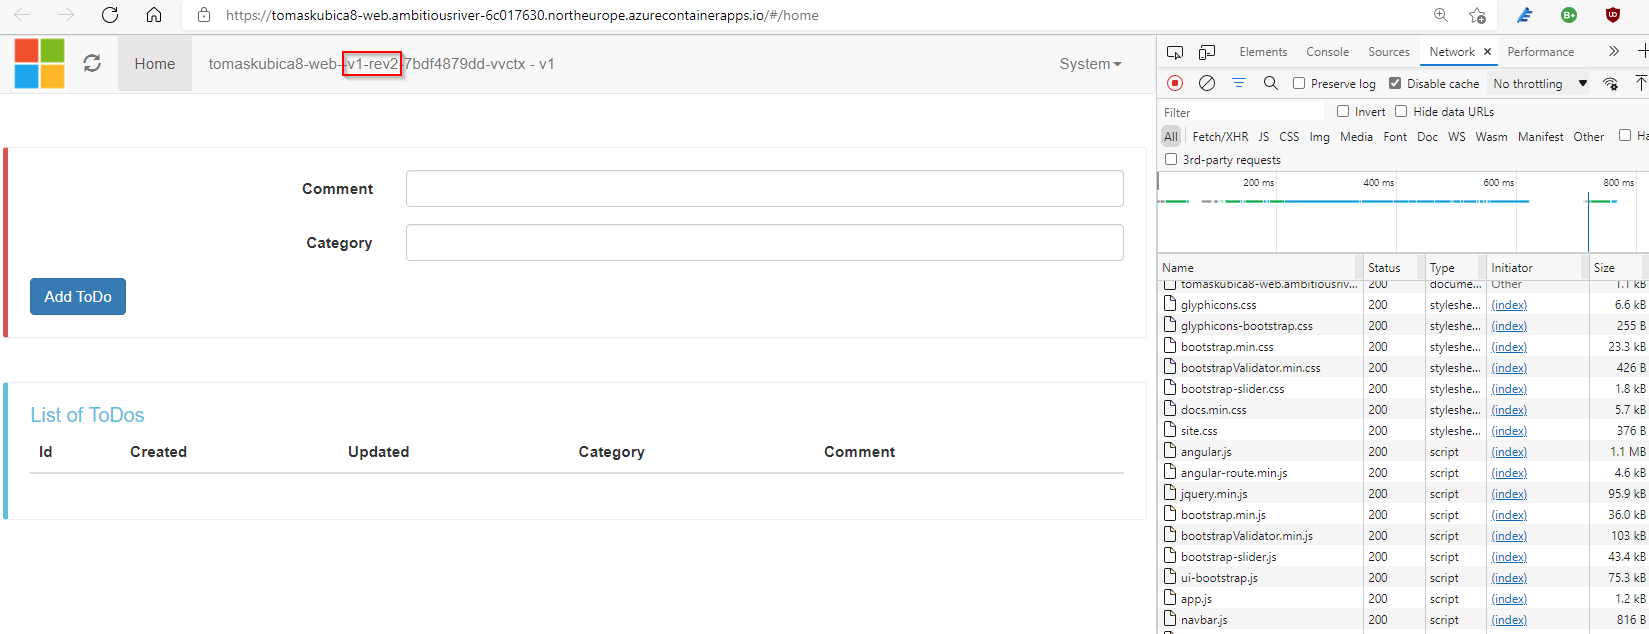 https://tomaskubica8-web.ambitiousriver-6c017630.northeurope.azurecontainerapps.io/#/home
Home tomaskubica8-web--v1-rev2-7bdf4879dd-vvctx - v1 System
Comment
Category
Add ToDo
List of ToDos
Id Created Updated Category Comment
Elements Console Sources Network Performance
Preserve log Disable cache No throttling
Filter Invert Hide data URLs
All Fetch/XHR JS CSS Img Media Font Doc WS Wasm Manifest Other Ha
3rd-party requests
200 ms 400 ms 600 ms 800 ms
Name Status Type Initiator Size
tomaskubica8-web.ambitiousriv... 200 docume... Other 1.1 kB
glyphicons.css 200 styleshe... (index) 6.6 kB
glyphicons-bootstrap.css 200 styleshe... (index) 255 B
bootstrap.min.css 200 styleshe... (index) 23.3 kB
bootstrapValidator.min.css 200 styleshe... (index) 426 B
bootstrap-slider.css 200 styleshe... (index) 1.8 kB
docs.min.css 200 styleshe... (index) 5.7 kB
site.css 200 styleshe... (index) 376 B
angular.js 200 script (index) 1.1 MB
angular-route.min.js 200 script (index) 4.6 kB
jquery.min.js 200 script (index) 95.9 kB
bootstrap.min.js 200 script (index) 36.0 kB
bootstrapValidator.min.js 200 script (index) 103 kB
bootstrap-slider.js 200 script (index) 43.4 kB
ui-bootstrap.js 200 script (index) 75.3 kB
app.js 200 script (index) 1.2 kB
navbar.js 200 script (index) 816 B